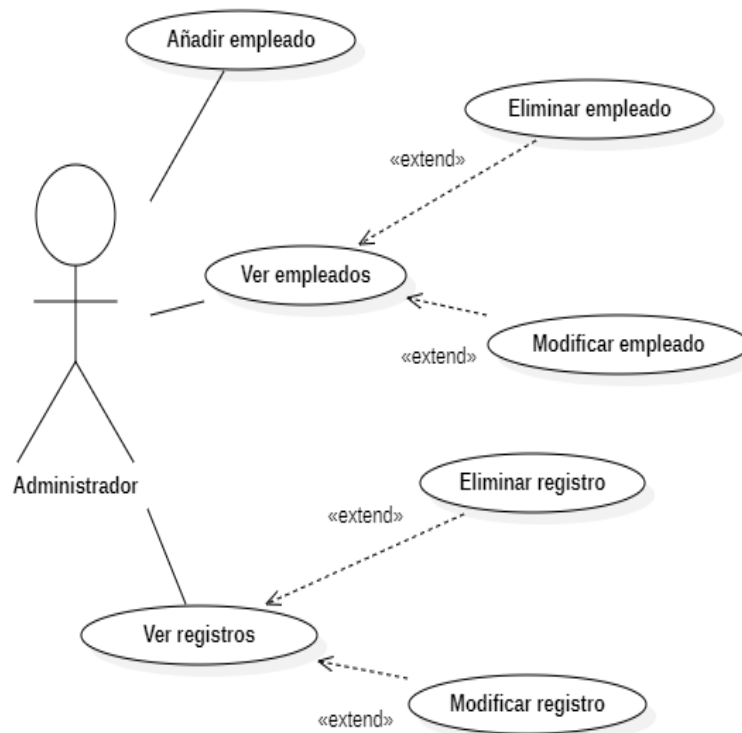 Añadir empleado
Eliminar empleado
«extend»
Ver empleados
Modificar empleado
«extend»
Eliminar registro
Administrador
«extend»
Ver registros
Modificar registro
«extend»